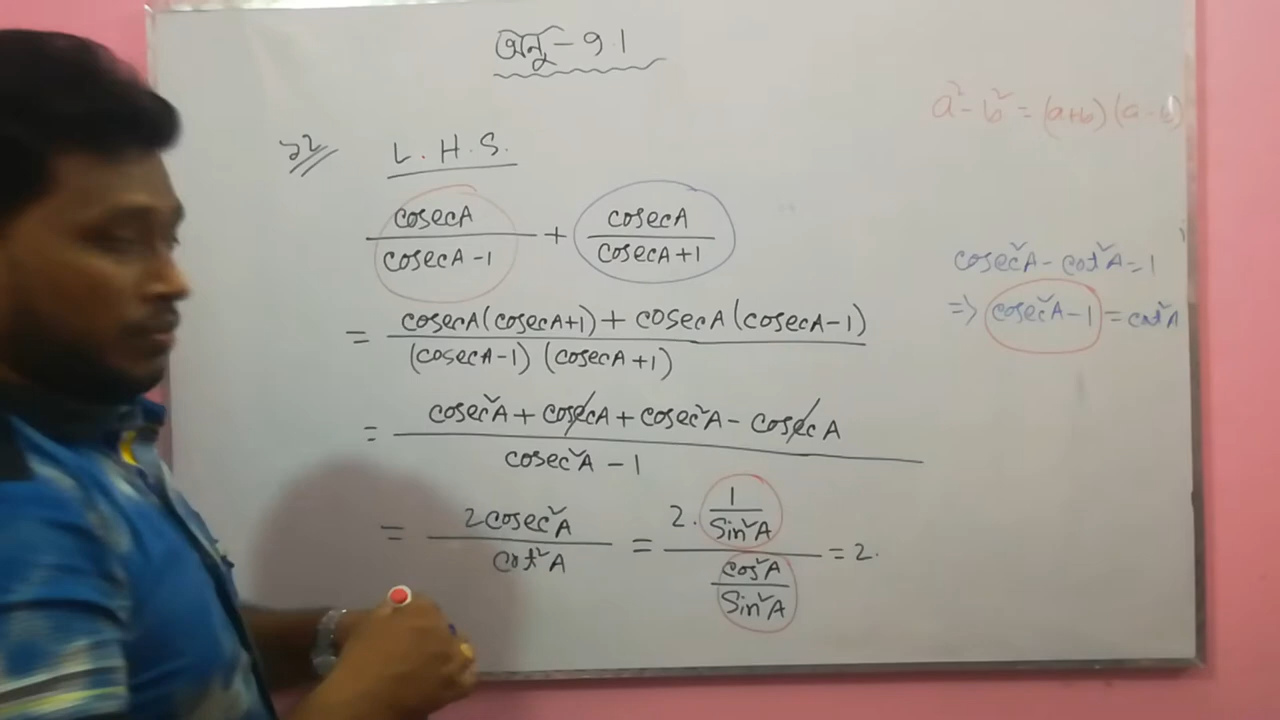 অনু - 9.1
a² - b² = (a+b)(a-b)
১২
L.H.S.
cosecA/cosecA-1 + cosecA/cosecA+1
cosec²A - cot²A = 1
⇒ cosec²A - 1 = cot²A
= cosecA(cosecA+1) + cosecA(cosecA-1)
(cosecA-1) (cosecA+1)
= cosec²A + cosecA + cosec²A - cosecA
cosec²A - 1
= 2cosec²A/cot²A = 2. 1/Sin²A / cos²A/Sin²A = 2.